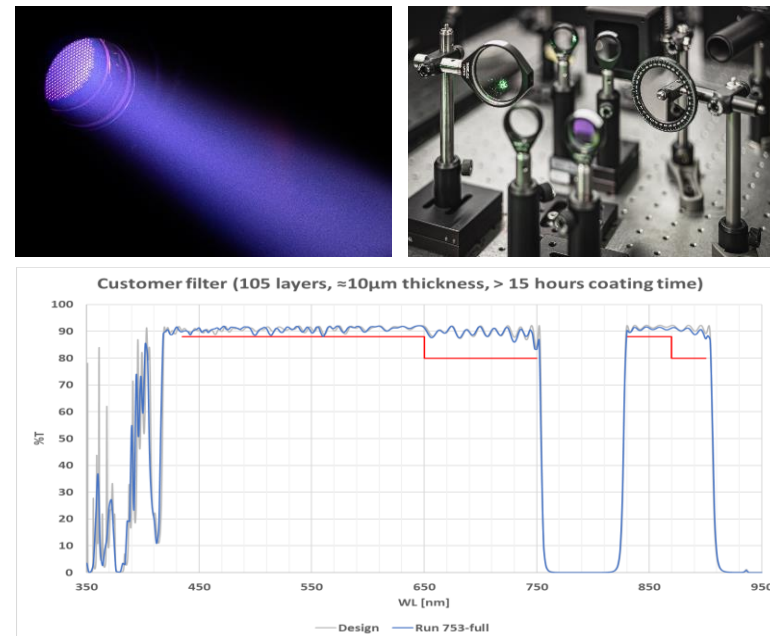 Customer filter (105 layers, ≈10µm thickness, > 15 hours coating time)
100
90
80
70
60
50
40
30
20
10
0
%T
350 450 550 650 750 850 950
WL [nm]
Design Run 753-full